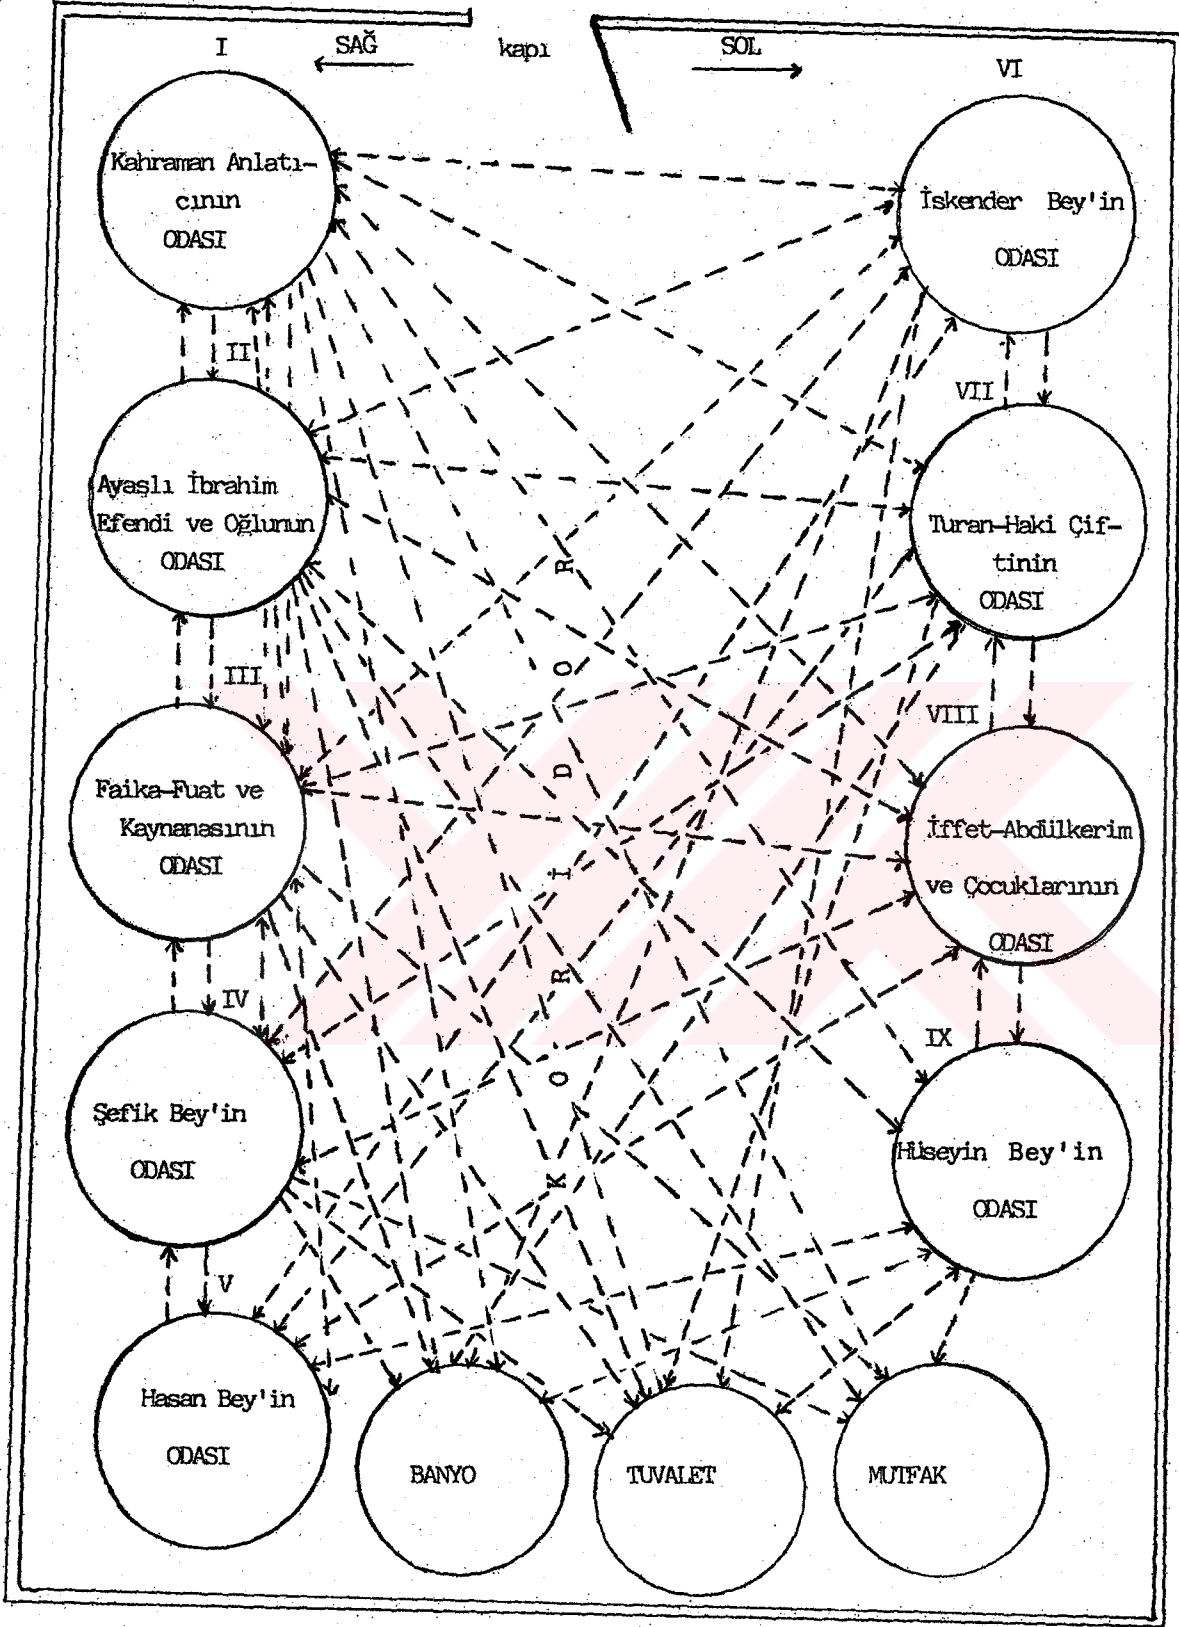 I
SAĞ
kapı
SOL
VI
Kahraman Anlatı-
cının
ODASI
İskender Bey'in
ODASI
II
VII
Ayaşlı İbrahim
Efendi ve Oğlunun
ODASI
Turan-Haki Çif-
tinin
ODASI
III
VIII
Faika-Fuat ve
Kaynanasının
ODASI
İffet-Abdülkerim
ve Çocuklarının
ODASI
IV
IX
Şefik Bey'in
ODASI
Hüseyin Bey'in
ODASI
V
Hasan Bey'in
ODASI
BANYO
TUVALET
MUTFAK
KORİDOR